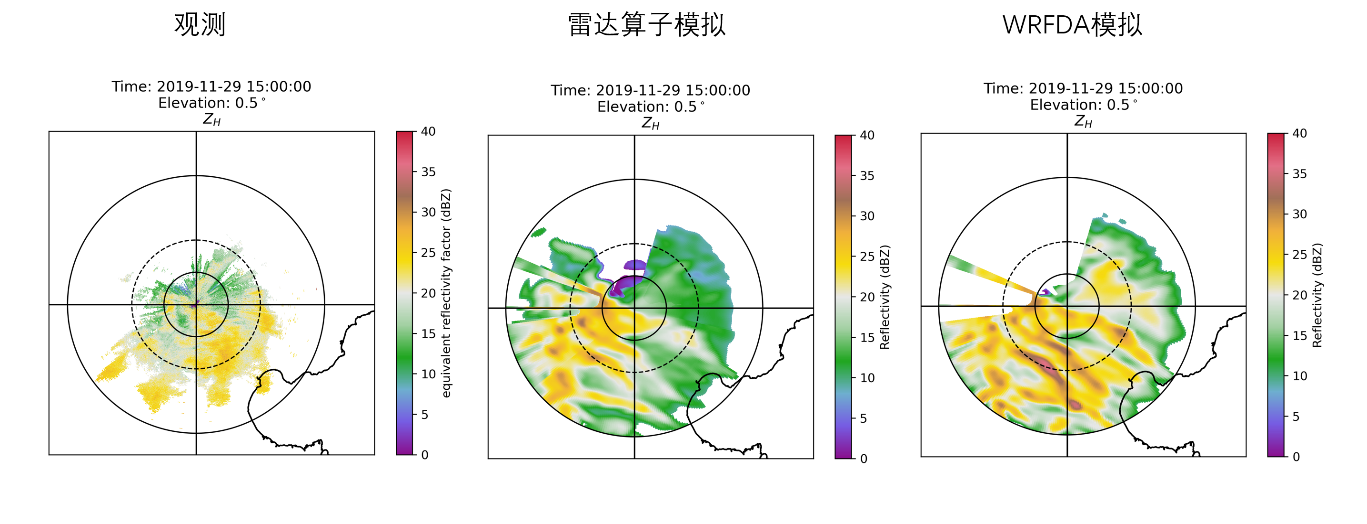 观测
雷达算子模拟
WRFDA模拟
Time: 2019-11-29 15:00:00
Elevation: 0.5°
Z_H
40
35
30
25
20
15
10
5
0
equivalent reflectivity factor (dBZ)
Time: 2019-11-29 15:00:00
Elevation: 0.5°
Z_H
40
35
30
25
20
15
10
5
0
Reflectivity (dBZ)
Time: 2019-11-29 15:00:00
Elevation: 0.5°
Z_H
40
35
30
25
20
15
10
5
0
Reflectivity (dBZ)